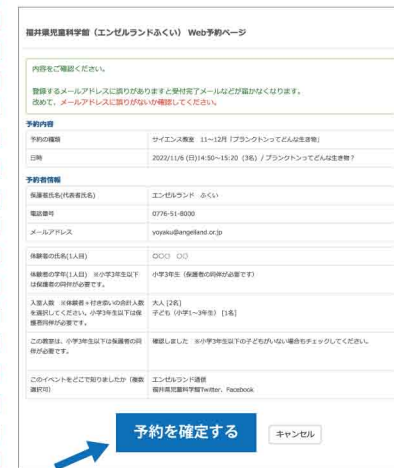 福井県児童科学館（エンゼルランドふくい） Web予約ページ
内容をご確認ください。
登録するメールアドレスに誤りがありますと受付完了メールなどが届かなくなります。
改めて、メールアドレスに誤りがないか確認してください。
予約内容
予約の種類 サイエンス教室 11～12月「プランクトンってどんな生き物」
日時 2022/11/6 (日)14:50～15:20 (3名) / プランクトンってどんな生き物？
予約者情報
保護者氏名(代表者氏名) エンゼルランド ふくい
電話番号 0776-51-8000
メールアドレス yoyaku@angelland.or.jp
体験者の氏名(1人目) 〇〇〇 〇〇
体験者の学年(1人目) ※小学3年生以下 小学3年生（保護者の同伴が必要です）
は保護者の同伴が必要です。
入室人数 ※体験者＋付き添いの合計人数 大人 [2名]
を選択してください。小学3年生以下は保 子ども（小学1～3年生） [1名]
護者同伴が必要です。
この教室は、小学3年生以下は保護者の同 確認しました ※小学3年生以下の子どもがいない場合もチェックしてください。
伴が必要です。
このイベントをどこで知りましたか（複数 エンゼルランド通信
選択可） 福井県児童科学館Twitter、Facebook
予約を確定する キャンセル